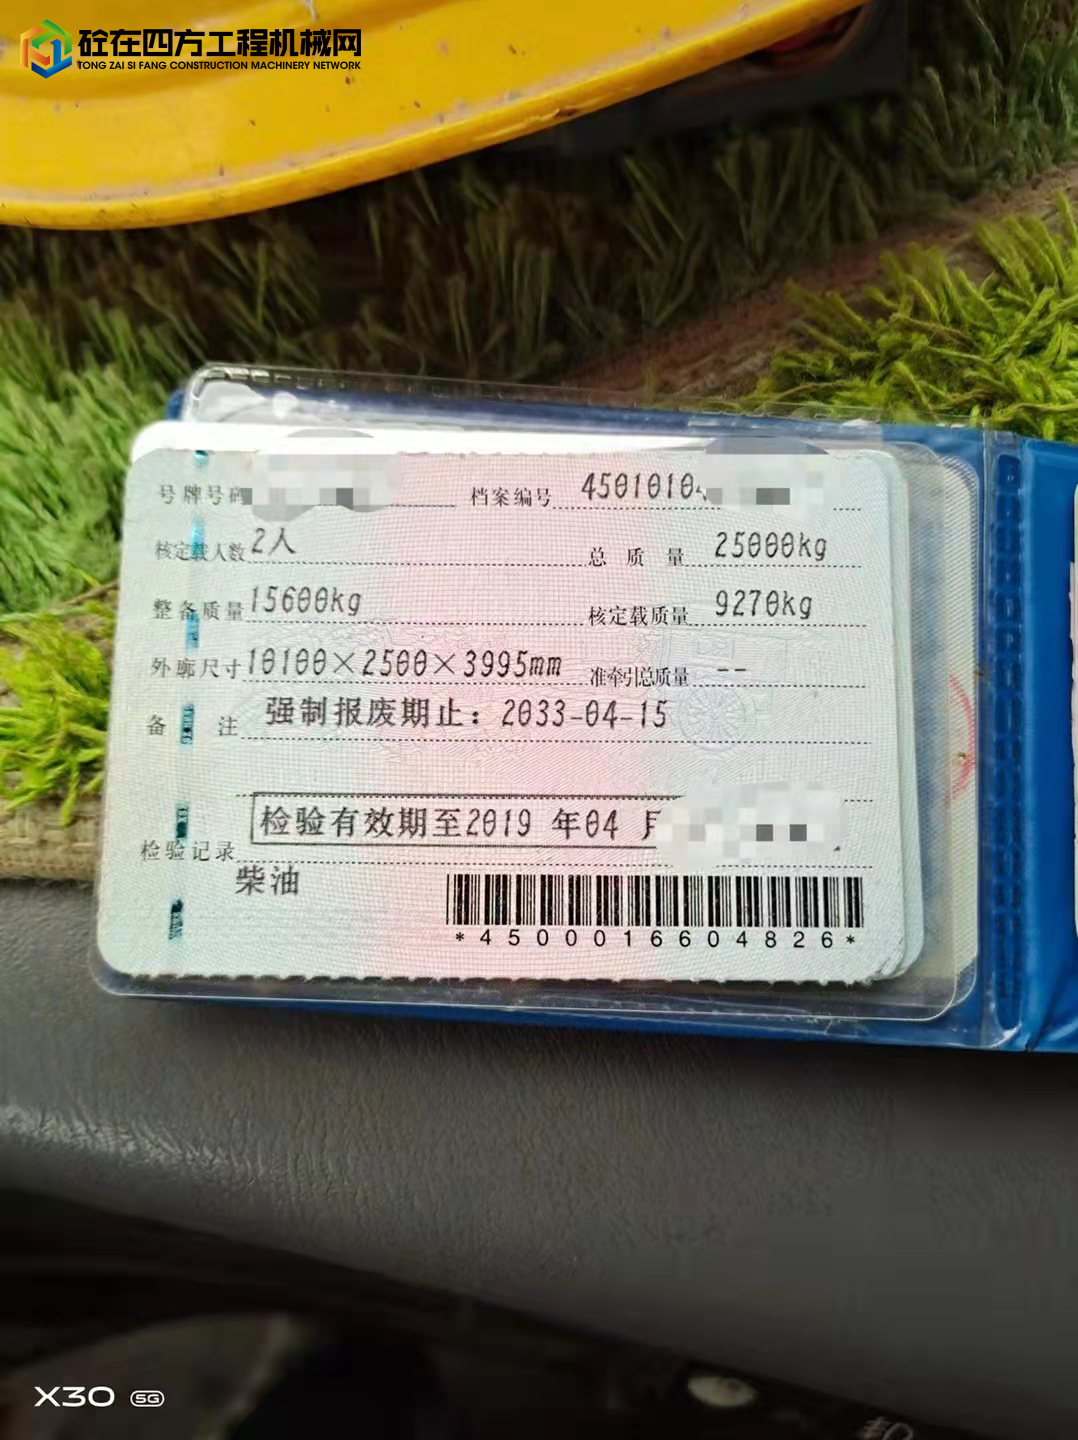 砼在四方工程机械网
TONG ZAI SI FANG CONSTRUCTION MACHINERY NETWORK
号牌号码 档案编号 4501010
核定载人数 2人 总质量 25000kg
整备质量 15600kg 核定载质量 9270kg
外廓尺寸 10100×2500×3995mm 准牵引总质量 --
备注 强制报废期止：2033-04-15
检验有效期至2019 年04 月
检验记录
柴油
*4500016604826*
X30 5G